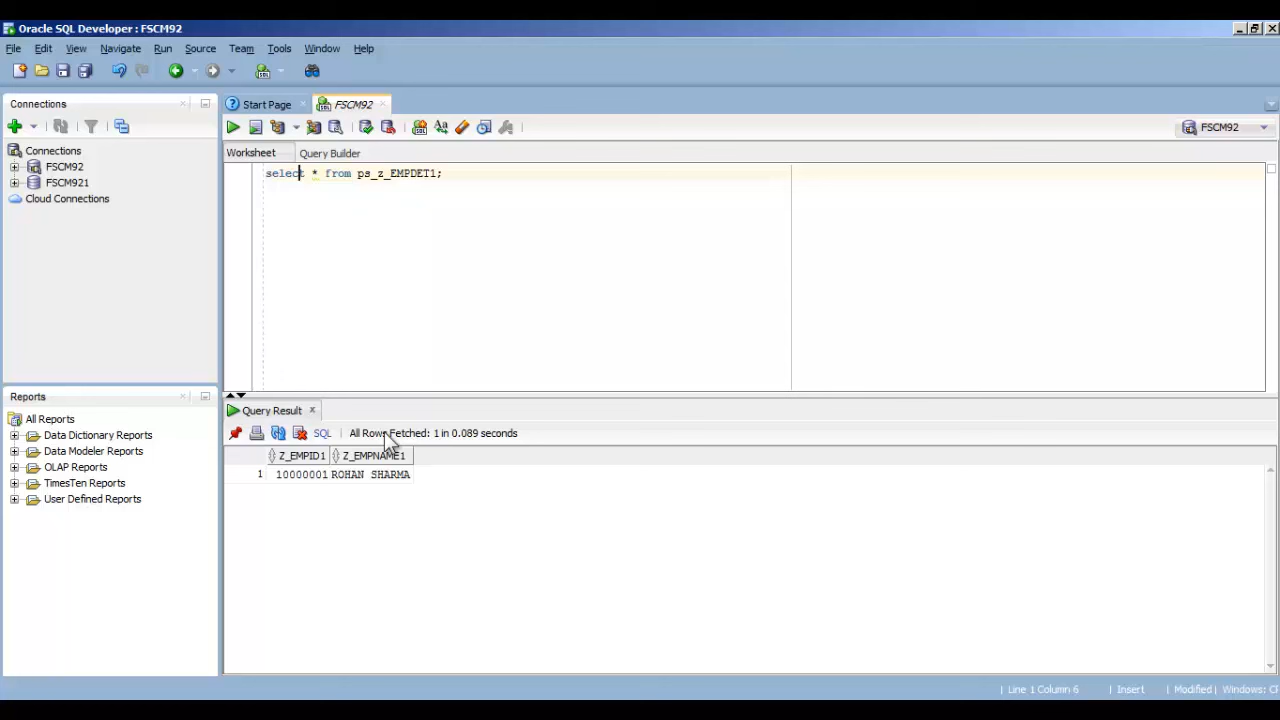 Oracle SQL Developer : FSCM92
File Edit View Navigate Run Source Team Tools Window Help
Connections
Start Page
FSCM92
FSCM92
Connections
FSCM92
FSCM921
Cloud Connections
Worksheet Query Builder
select * from ps_z_EMPDET1;
Reports
All Reports
Data Dictionary Reports
Data Modeler Reports
OLAP Reports
TimesTen Reports
User Defined Reports
Query Result
SQL | All Rows Fetched: 1 in 0.089 seconds
Z_EMPID1 Z_EMPNAME1
1 10000001 ROHAN SHARMA
Line 1 Column 6 | Insert | Modified | Windows: Cl